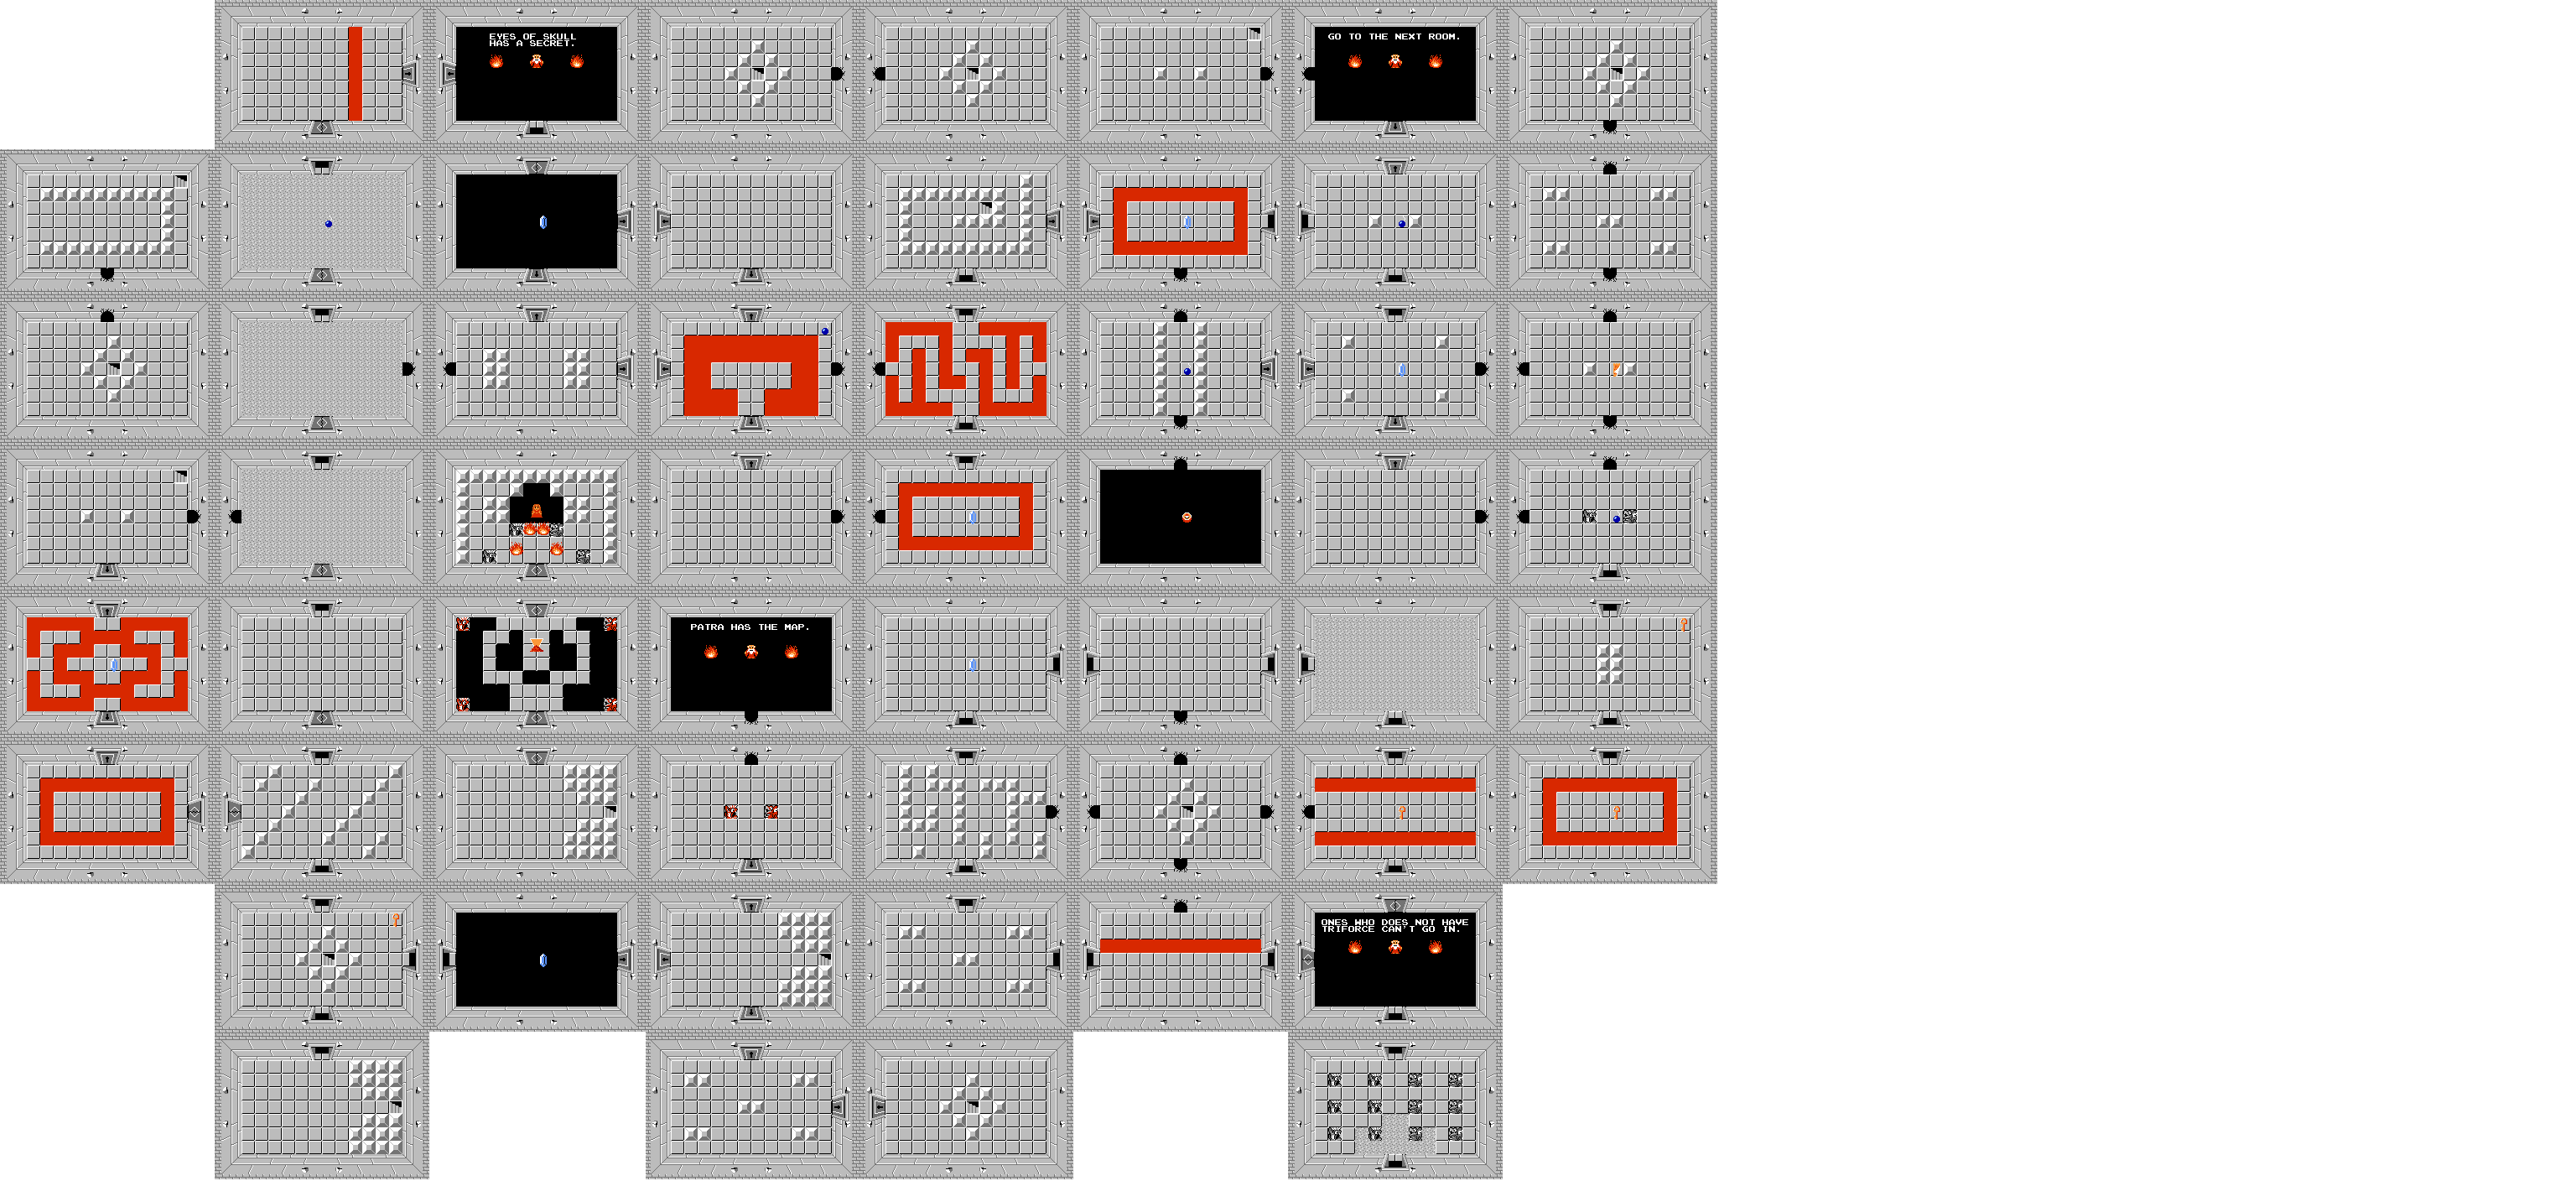 EYES OF SKULL
HAS A SECRET.
GO TO THE NEXT ROOM.
PATRA HAS THE MAP.
ONES WHO DOES NOT HAVE
TRIFORCE CAN'T GO IN.